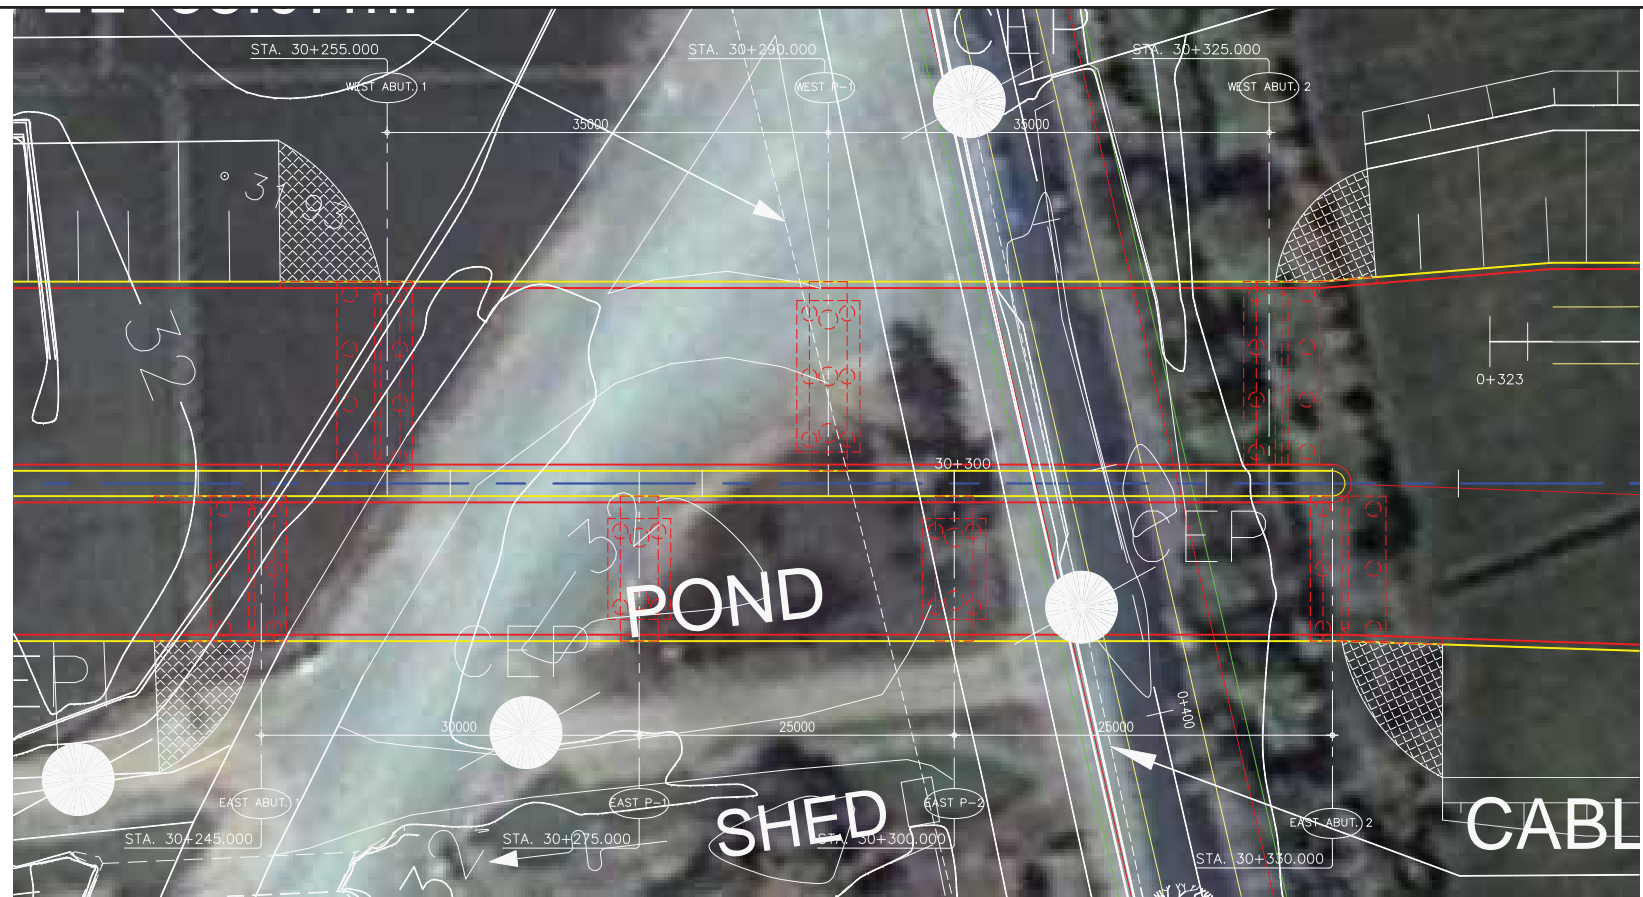 STA. 30+255.000
STA. 30+290.000
STA. 30+325.000
WEST ABUT. 1
WEST P-1
WEST ABUT. 2
35000
35000
32
0+323
30+300
CEP
POND
CEP
0+400
30000
25000
25000
EAST ABUT. 1
EAST P-1
EAST P-2
EAST ABUT. 2
SHED
CABL
STA. 30+245.000
STA. 30+275.000
STA. 30+300.000
STA. 30+330.000